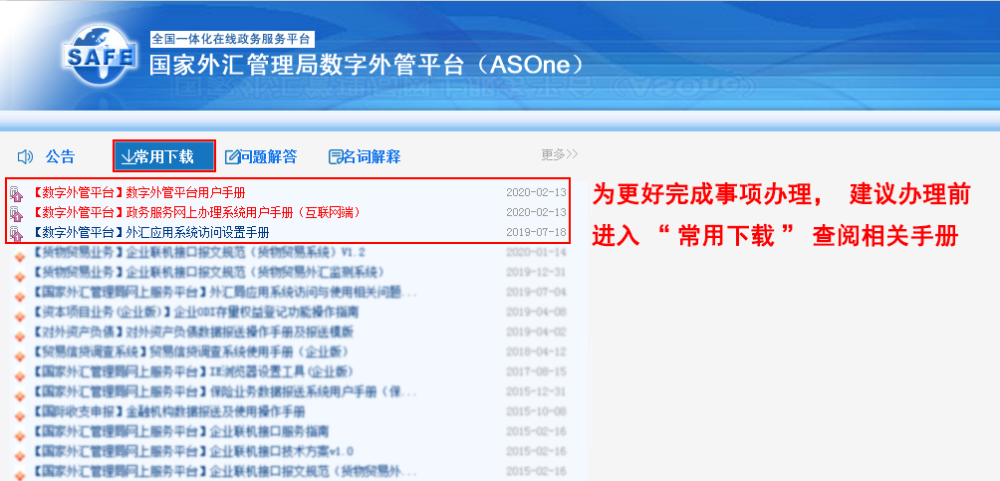 SAFE
全国一体化在线政务服务平台
国家外汇管理局数字外管平台（ASOne）
公告 常用下载 问题解答 名词解释 更多>>
【数字外管平台】数字外管平台用户手册 2020-02-13
【数字外管平台】政务服务网上办理系统用户手册（互联网端） 2020-02-13
【数字外管平台】外汇应用系统访问设置手册 2019-07-18
【货物贸易业务】企业联机接口报文规范（货物贸易系统）V1.2 2020-01-14
【货物贸易业务】企业联机接口报文规范（货物贸易外汇监测系统） 2019-12-31
【国家外汇管理局网上服务平台】外汇局应用系统访问与使用相关问题... 2019-07-04
【资本项目业务(企业版)】企业ODI存量权益登记功能操作指南 2019-04-08
【对外资产负债】对外资产负债数据报送操作手册及报送模版 2019-04-02
【贸易信贷调查系统】贸易信贷调查系统使用手册（企业版） 2018-04-12
【国家外汇管理局网上服务平台】IE浏览器设置工具(企业版) 2017-08-15
【国家外汇管理局网上服务平台】保险业务数据报送系统用户手册（保... 2015-12-31
【国际收支申报】金融机构数据报送及使用操作手册 2015-10-08
【国家外汇管理局网上服务平台】企业联机接口服务指南 2015-02-16
【国家外汇管理局网上服务平台】企业联机接口技术方案v1.0 2015-02-16
【国家外汇管理局网上服务平台】企业联机接口报文规范（货物贸易外... 2015-02-16
为更好完成事项办理， 建议办理前
进入 “常用下载” 查阅相关手册